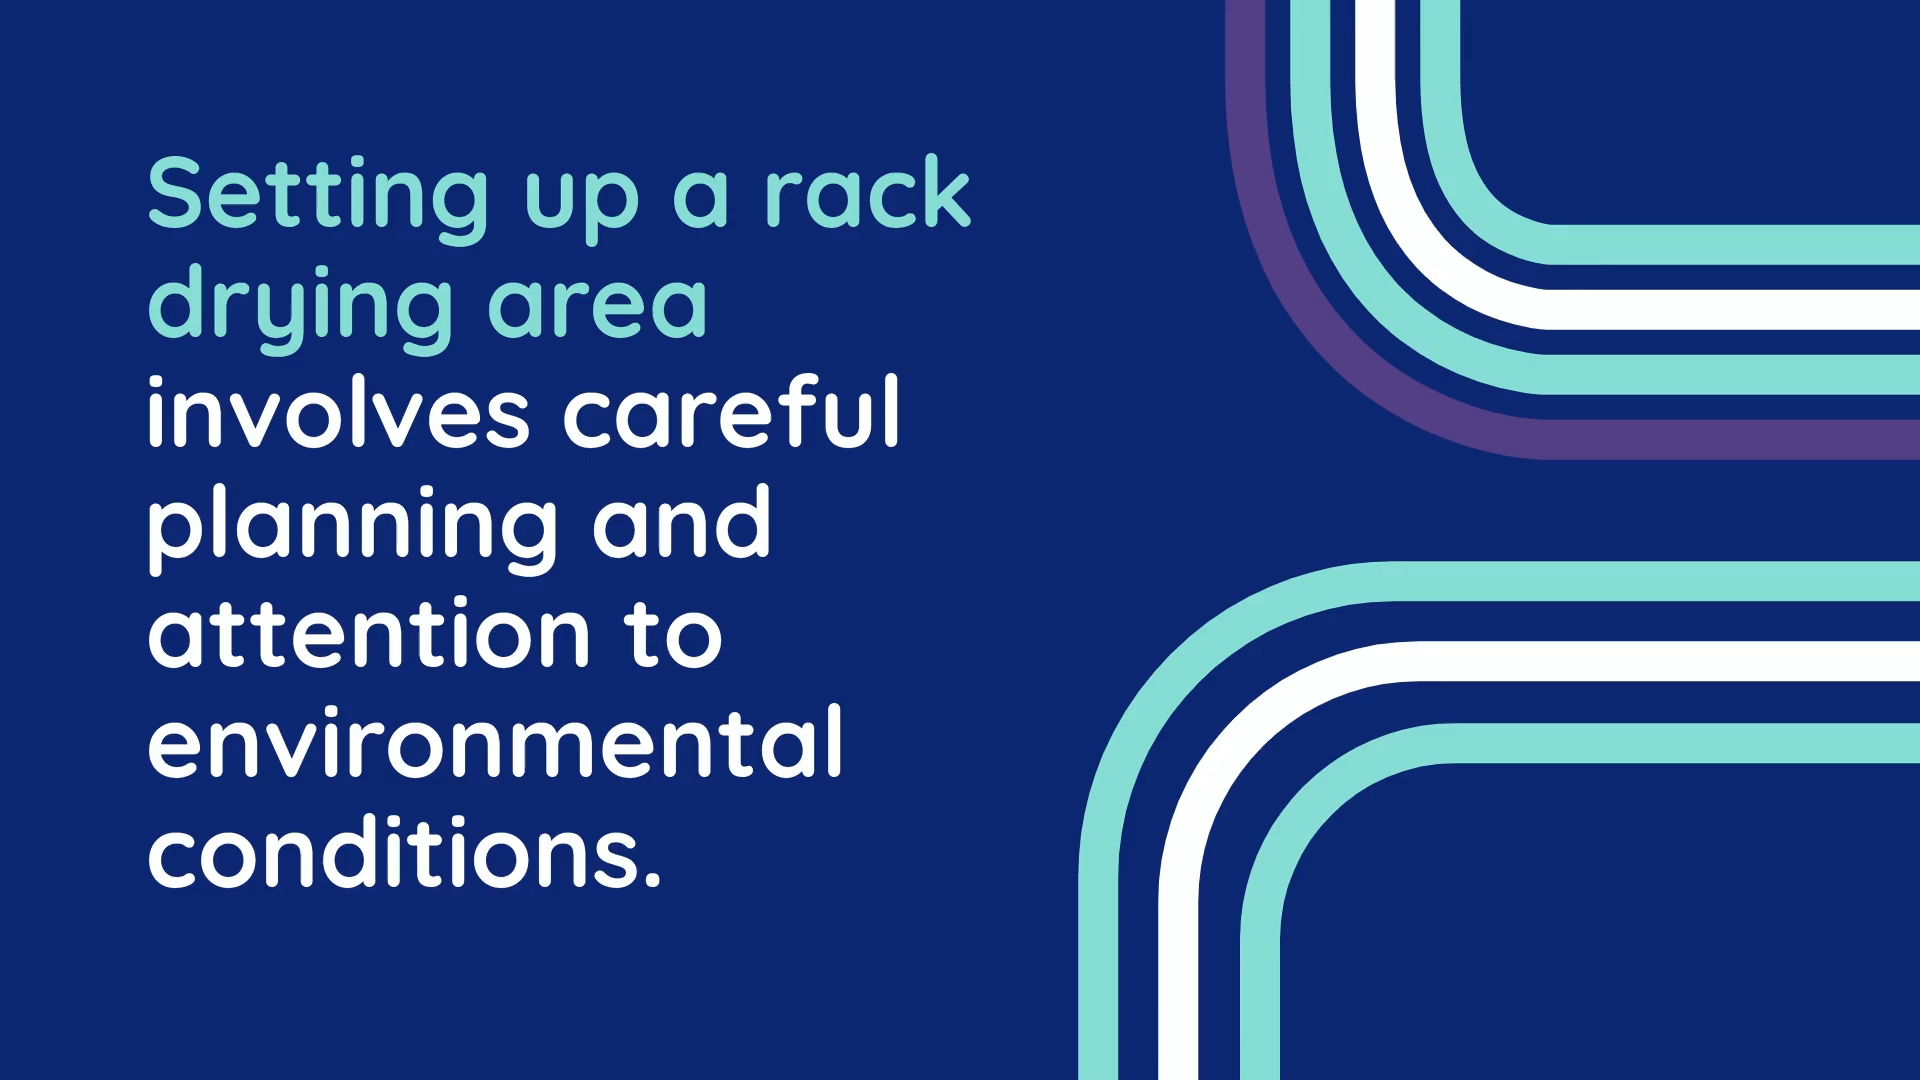 Setting up a rack
drying area
involves careful
planning and
attention to
environmental
conditions.